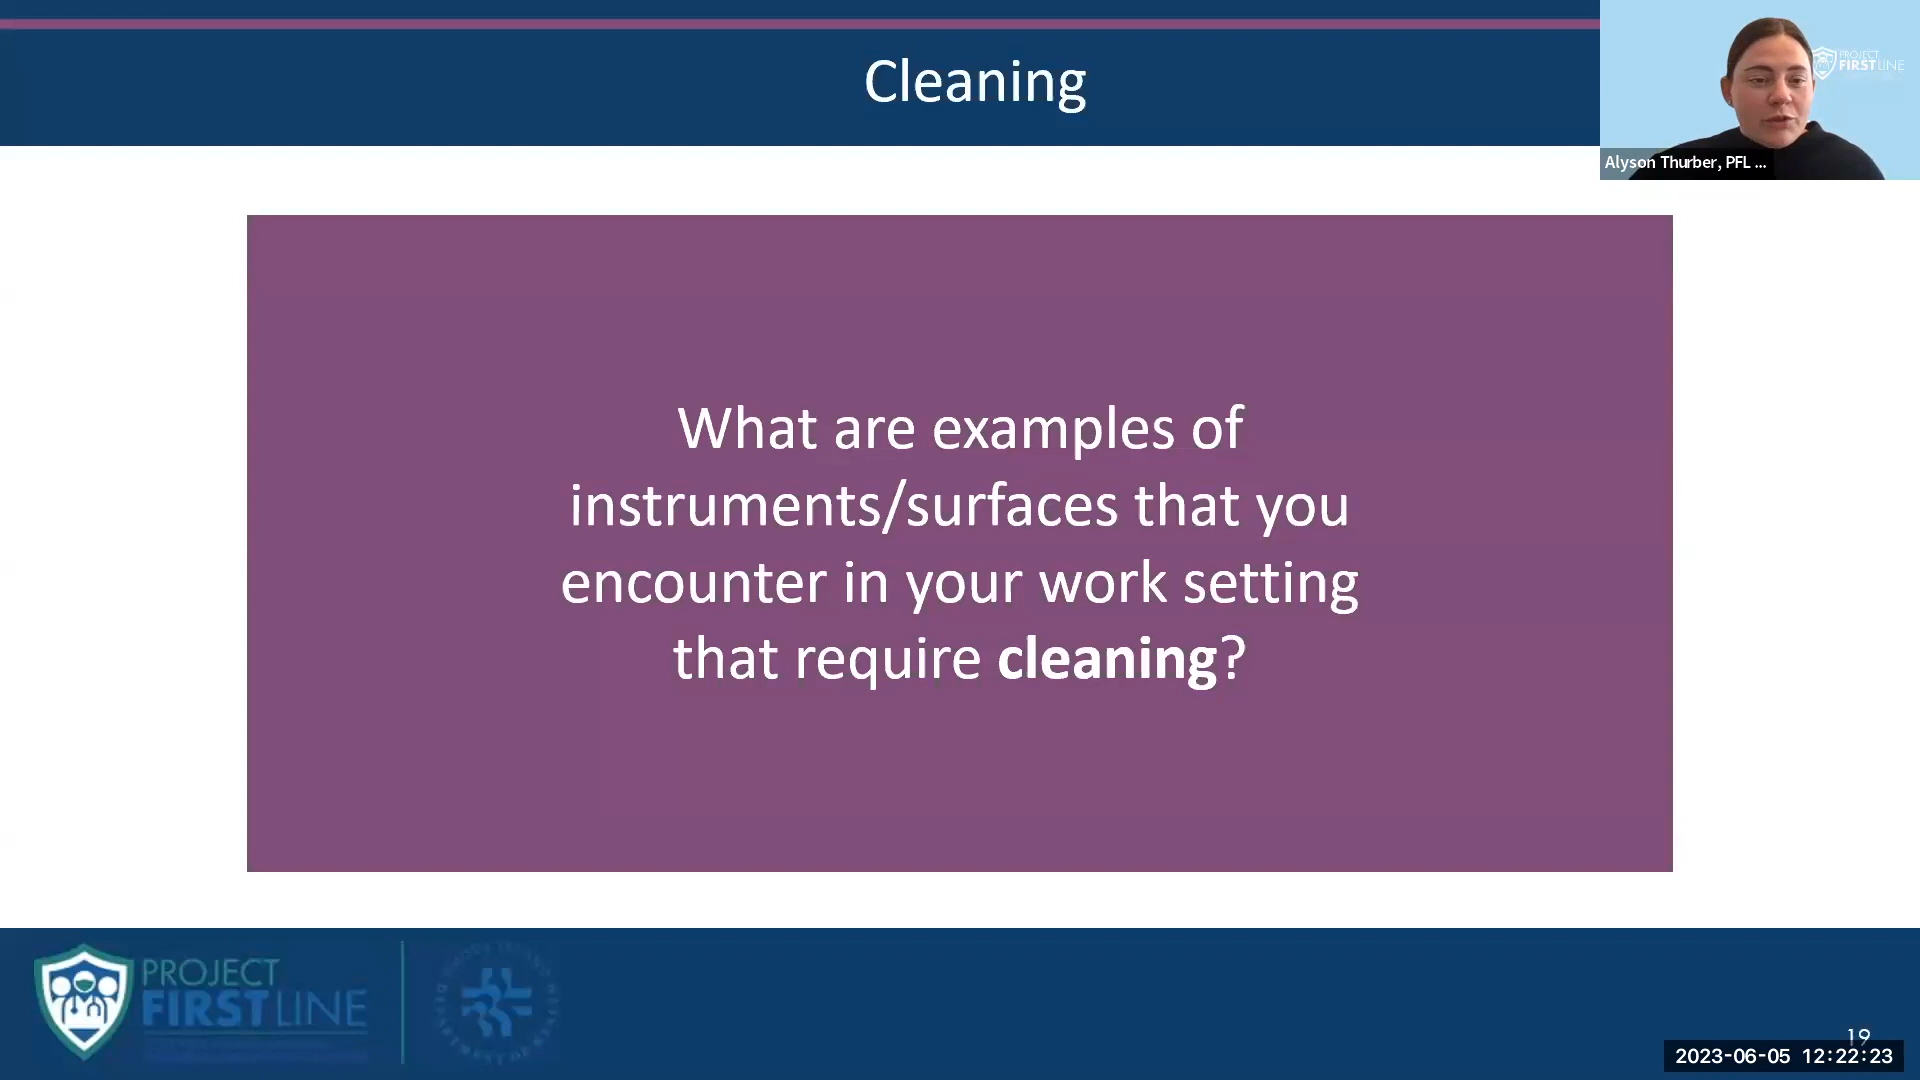 Cleaning
PROJECT
FIRSTLINE
Alyson Thurber, PFL ...
What are examples of
instruments/surfaces that you
encounter in your work setting
that require cleaning?
PROJECT
FIRSTLINE
19
2023-06-05 12:22:23